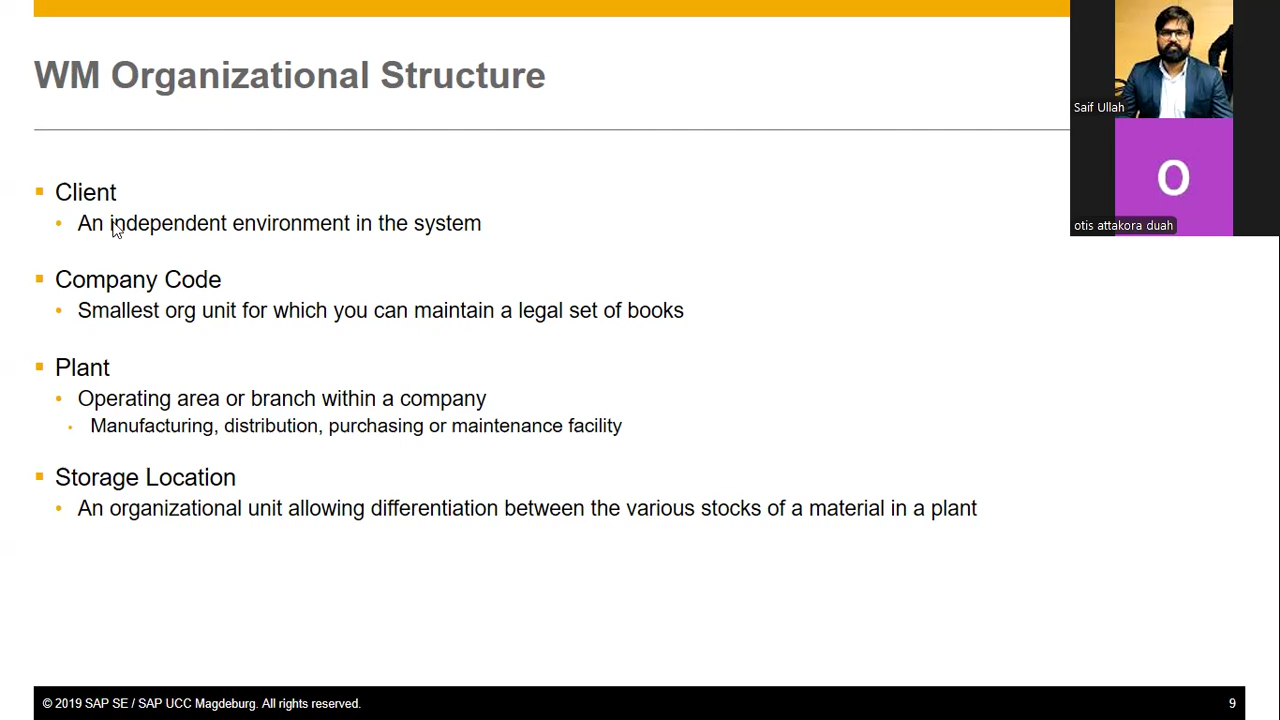 WM Organizational Structure
Client
An independent environment in the system
Company Code
Smallest org unit for which you can maintain a legal set of books
Plant
Operating area or branch within a company
Manufacturing, distribution, purchasing or maintenance facility
Storage Location
An organizational unit allowing differentiation between the various stocks of a material in a plant
© 2019 SAP SE / SAP UCC Magdeburg. All rights reserved.
9
Saif Ullah
O
otis attakora duah